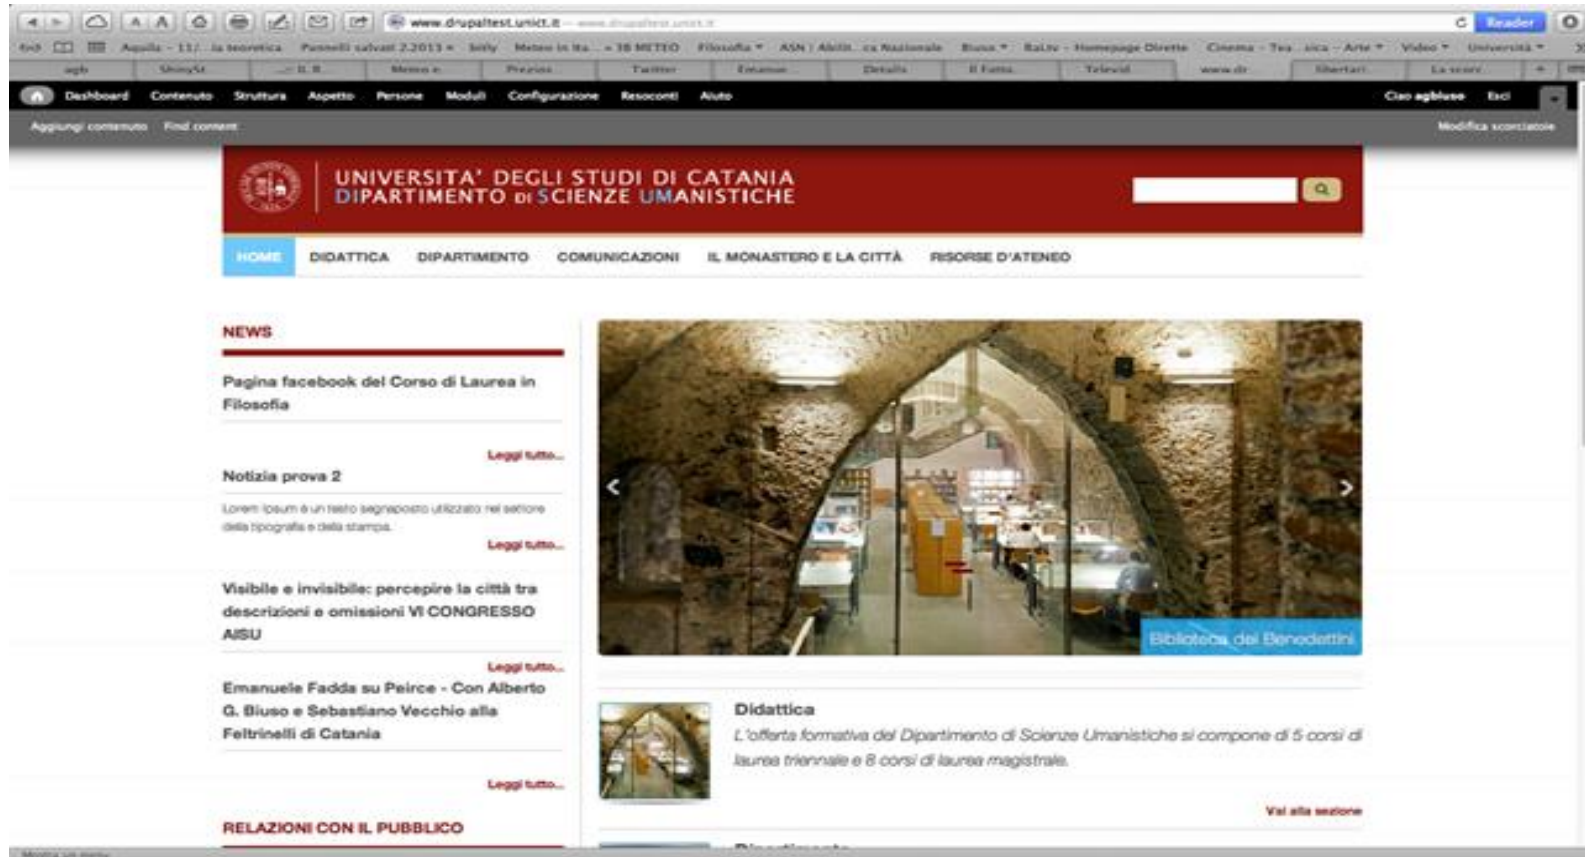 www.drupaltest.unict.it
Reader
Dashboard Contenuto Struttura Aspetto Persone Moduli Configurazione Resoconti Aiuto
Ciao agbiuso Esci
Aggiungi contenuto Find content
Modifica scorciatoie
UNIVERSITA' DEGLI STUDI DI CATANIA
DIPARTIMENTO DI SCIENZE UMANISTICHE
HOME DIDATTICA DIPARTIMENTO COMUNICAZIONI IL MONASTERO E LA CITTÀ RISORSE D'ATENEO
NEWS
Pagina facebook del Corso di Laurea in
Filosofia
Leggi tutto...
Notizia prova 2
Lorem Ipsum è un testo segnaposto utilizzato nel settore
della tipografia e della stampa.
Leggi tutto...
Visibile e invisibile: percepire la città tra
descrizioni e omissioni VI CONGRESSO
AISU
Leggi tutto...
Emanuele Fadda su Peirce - Con Alberto
G. Biuso e Sebastiano Vecchio alla
Feltrinelli di Catania
Leggi tutto...
RELAZIONI CON IL PUBBLICO
Biblioteca dei Benedettini
Didattica
L'offerta formativa del Dipartimento di Scienze Umanistiche si compone di 5 corsi di
laurea triennale e 8 corsi di laurea magistrale.
Vai alla sezione